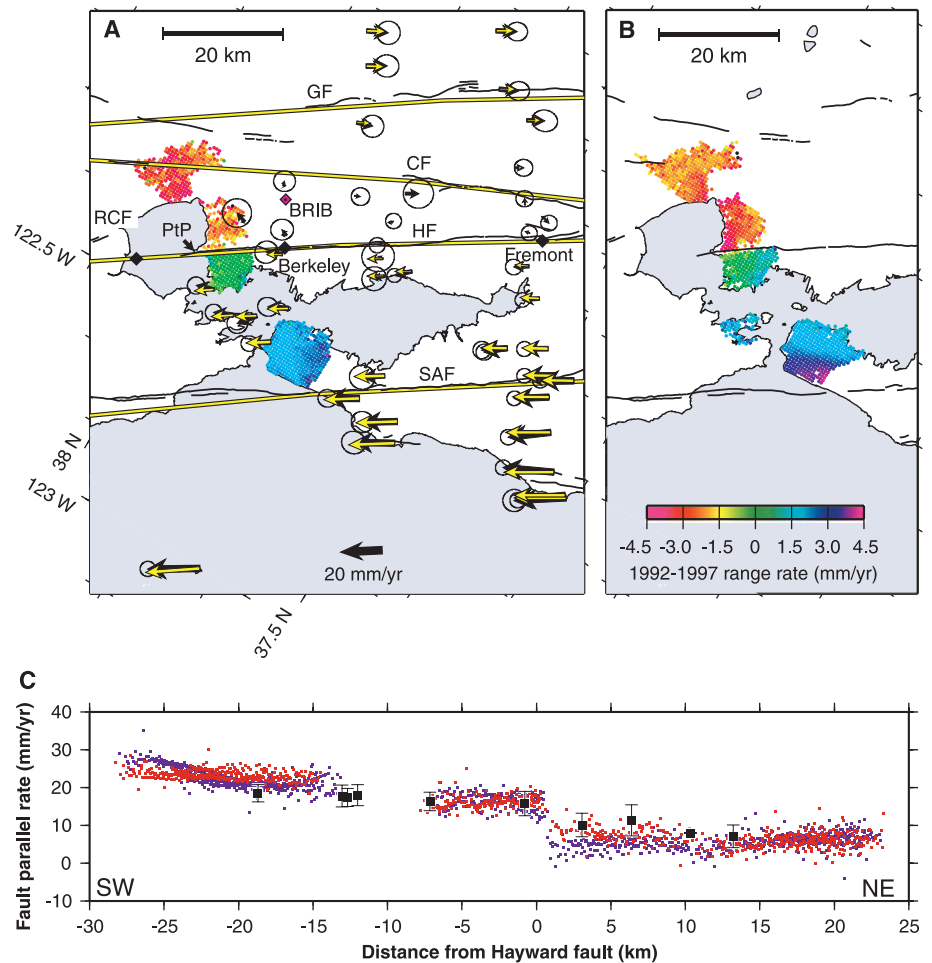 A
20 km
GF
CF
BRIB
RCF
PtP
HF
Berkeley
Fremont
SAF
122.5 W
38 N
123 W
37.5 N
20 mm/yr
B
20 km
-4.5 -3.0 -1.5 0 1.5 3.0 4.5
1992-1997 range rate (mm/yr)
C
Fault parallel rate (mm/yr)
40
30
20
10
0
-10
SW
NE
-30 -25 -20 -15 -10 -5 0 5 10 15 20 25
Distance from Hayward fault (km)